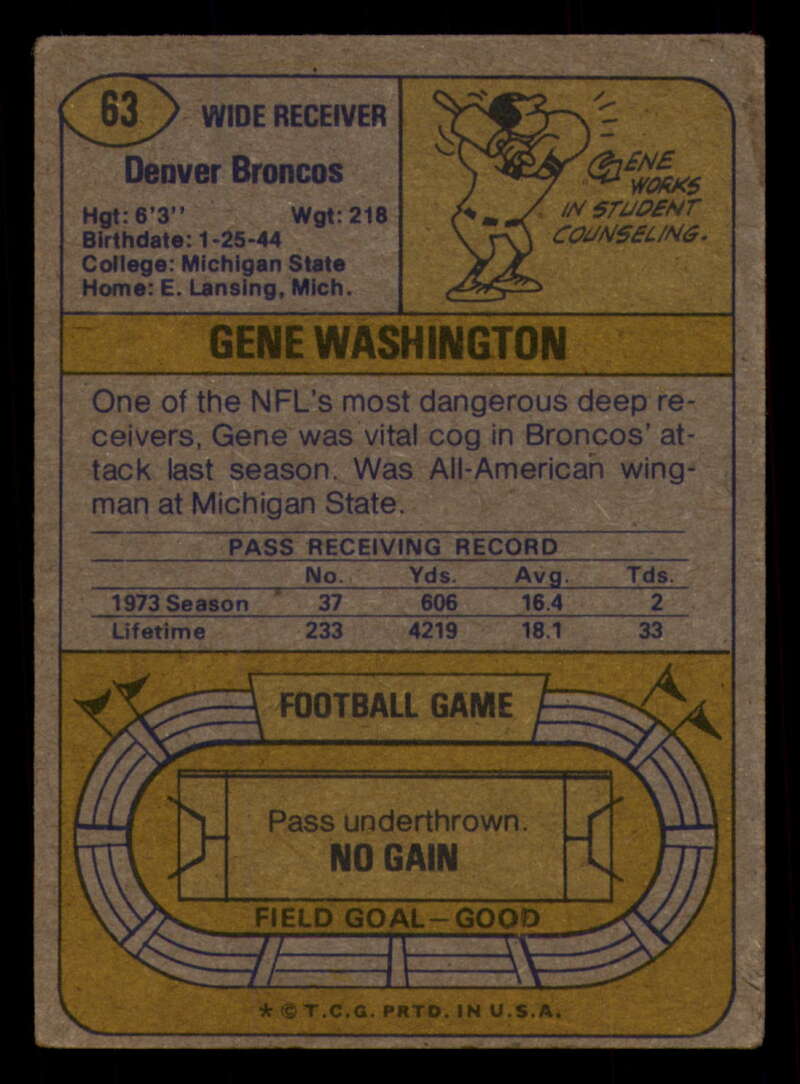 63
WIDE RECEIVER
Denver Broncos
Hgt: 6'3'' Wgt: 218
Birthdate: 1-25-44
College: Michigan State
Home: E. Lansing, Mich.
GENE
WORKS
IN STUDENT
COUNSELING.
GENE WASHINGTON
One of the NFL's most dangerous deep re-
ceivers, Gene was vital cog in Broncos' at-
tack last season. Was All-American wing-
man at Michigan State.
PASS RECEIVING RECORD
No. Yds. Avg. Tds.
1973 Season 37 606 16.4 2
Lifetime 233 4219 18.1 33
FOOTBALL GAME
Pass underthrown.
NO GAIN
FIELD GOAL—GOOD
* © T.C.G. PRTD. IN U.S.A.